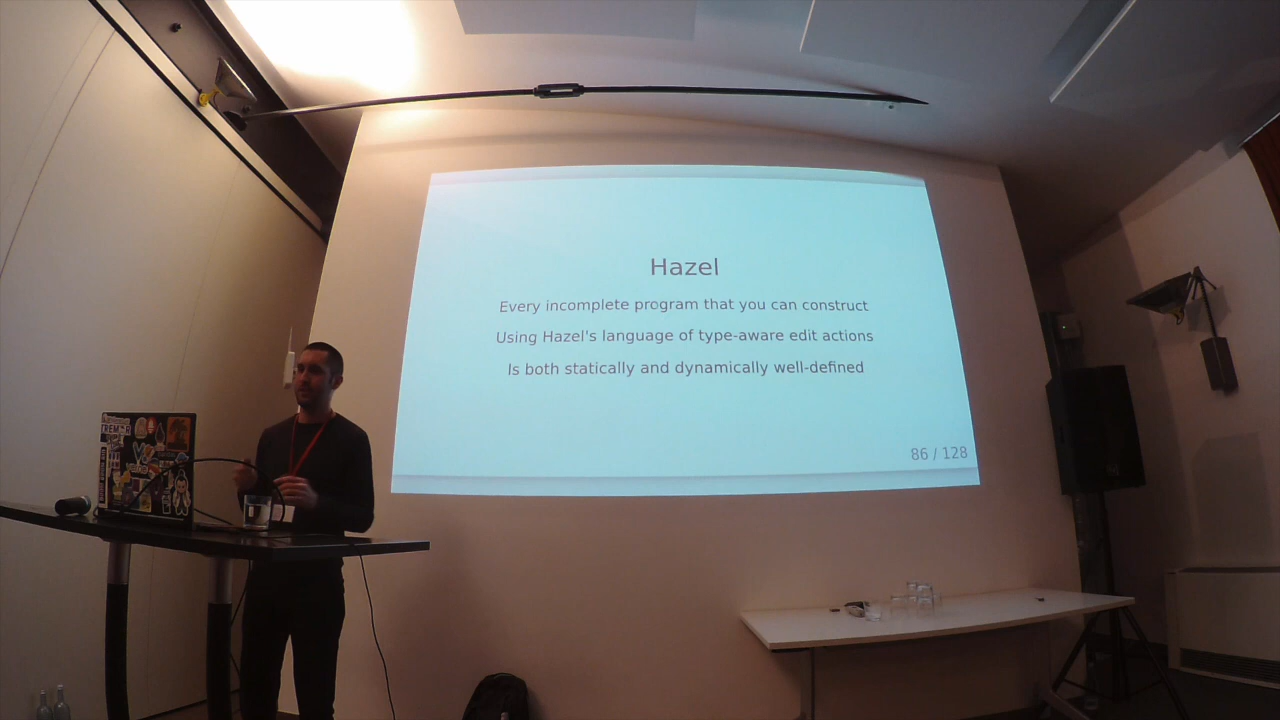 Hazel
Every incomplete program that you can construct
Using Hazel's language of type-aware edit actions
Is both statically and dynamically well-defined
86 / 128